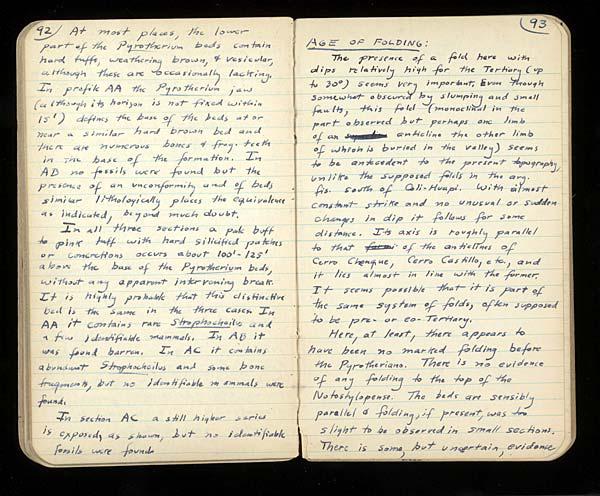 92) At most places, the lower
part of the Pyrotherium beds contain
hard tuffs, weathering brown, & vesicular,
although these are occasionally lacking.
In profile AA the Pyrotherium jaw
(although its horizon is not fixed within
15') defines the base of the beds at or
near a similar hard brown bed and
there are numerous bones & frag. teeth
in the base of the formation. In
AB no fossils were found but the
presence of an unconformity and of beds
similar lithologically places the equivalence
as indicated, beyond much doubt.
In all three sections a pale buff
to pink tuff with hard silicified patches
or concretions occurs about 100'-125'
above the base of the Pyrotherium beds,
without any apparent intervening break.
It is highly probable that this distinctive
bed is the same in the three cases. In
AA it contains rare Strophocheilus and
a few identifiable mammals. In AB it
was found barren. In AC it contains
abundant Strophocheilus and some bone
fragments, but no identifiable mammals were
found.
In section AC a still higher series
is exposed, as shown, but no identifiable
fossils were found.
93
AGE OF FOLDING:
The presence of a fold here with
dips relatively high for the Tertiary (up
to 30°) seems very important. Even though
somewhat obscured by slumping and small
faults, this fold (monoclinal in the
part observed but perhaps one limb
of an anticline the other limb
of which is buried in the valley) seems
to be antecedent to the present topography,
unlike the supposed folds in the arg.
fis. south of Coli-Huapi. With almost
constant strike and no unusual or sudden
changes in dip it follows for some
distance. Its axis is roughly parallel
to that of the anticlines of
Cerro Chenque, Cerro Castillo, etc., and
it lies almost in line with the former.
It seems possible that it is part of
the same system of folds, often supposed
to be pre- or eo-Tertiary.
Here, at least, there appears to
have been no marked folding before
the Pyrotheriano. There is no evidence
of any folding to the top of the
Notostylopense. The beds are sensibly
parallel & folding, if present, was too
slight to be observed in small sections.
There is some, but uncertain, evidence